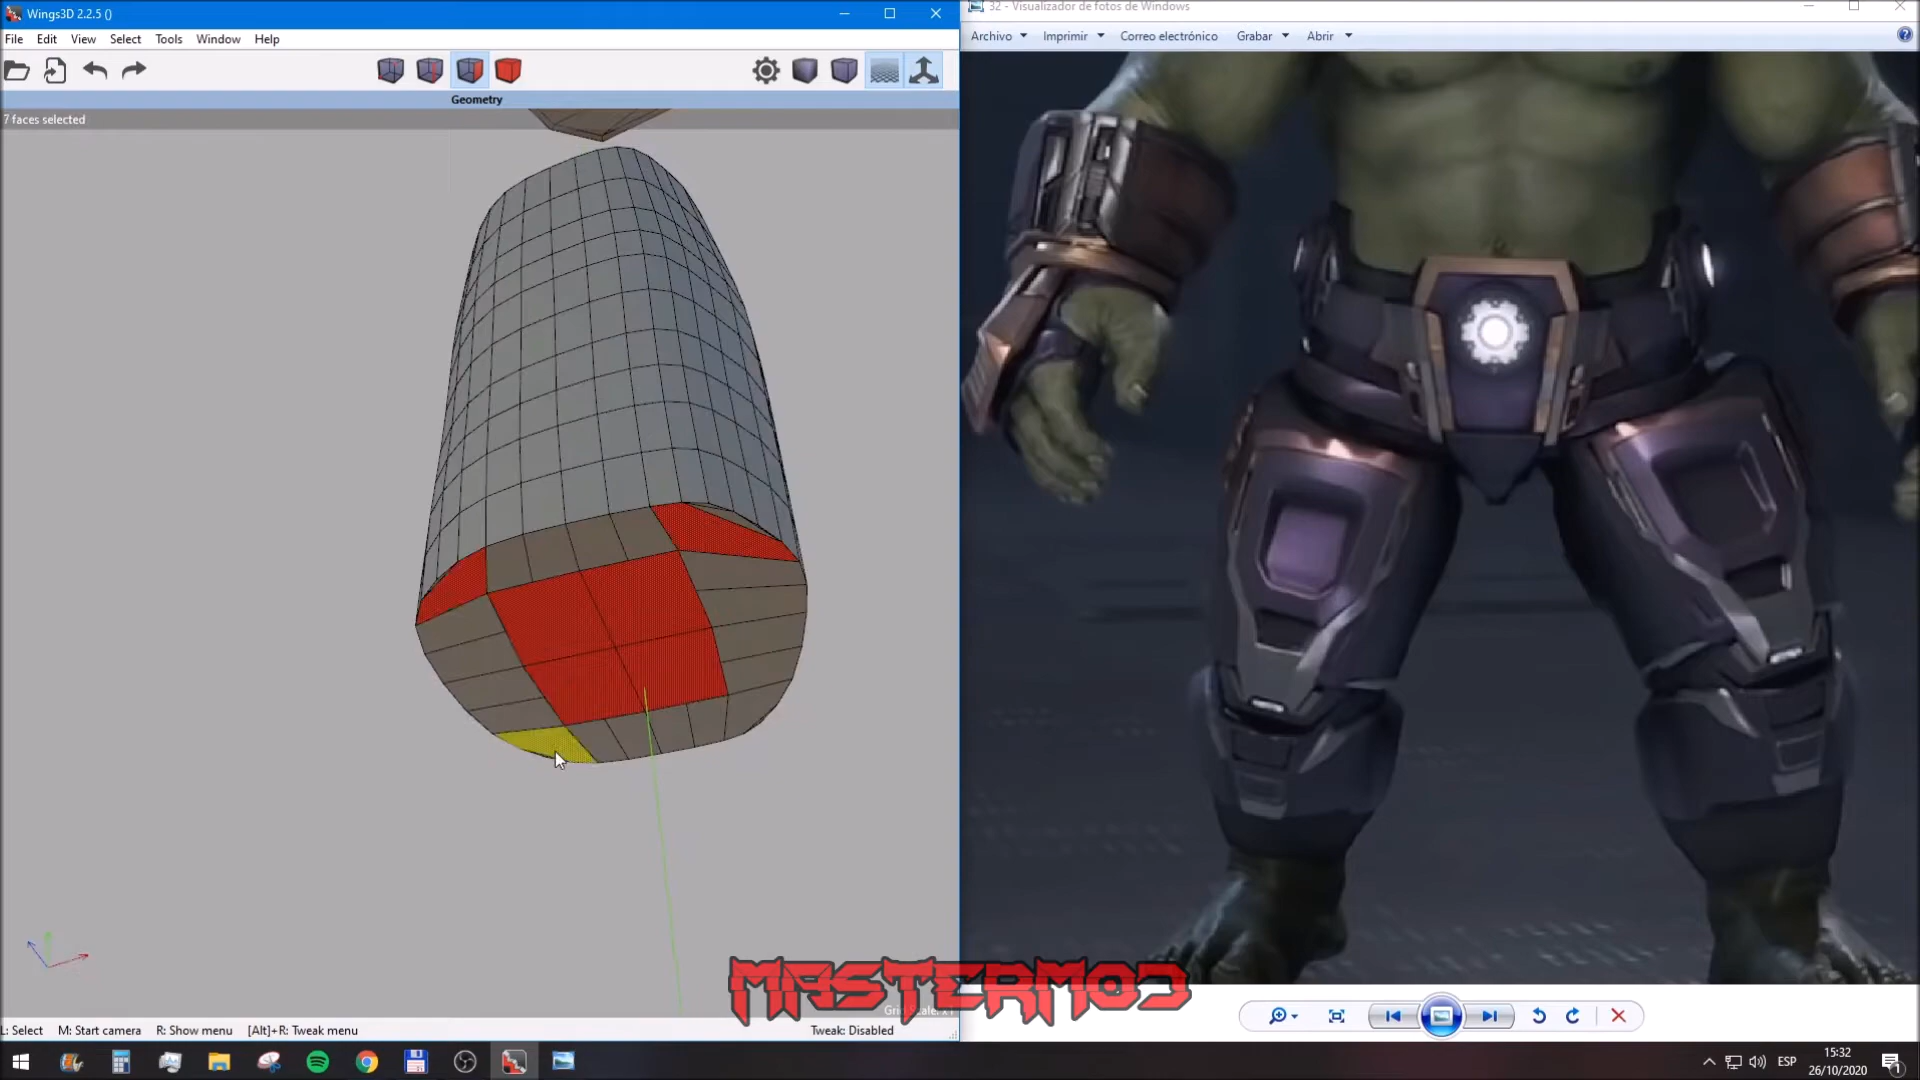 Wings3D 2.2.5 ()
File Edit View Select Tools Window Help
Geometry
7 faces selected
L: Select M: Start camera R: Show menu [Alt]+R: Tweak menu
Tweak: Disabled
32 - Visualizador de fotos de Windows
Archivo Imprimir Correo electrónico Grabar Abrir
MASTERMOD
ESP
15:32
26/10/2020
1